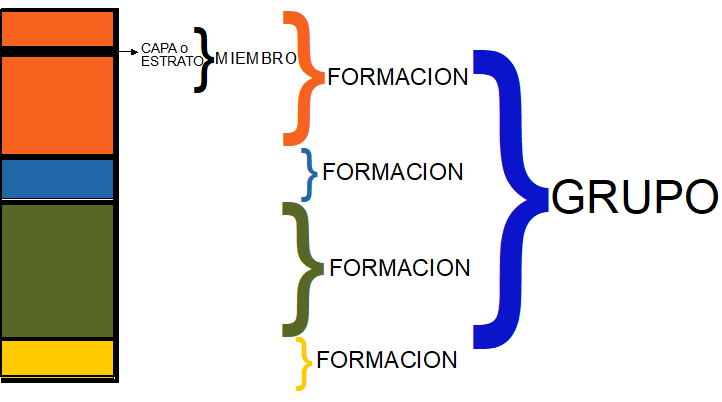 CAPA o
ESTRATO
MIEMBRO
FORMACION
FORMACION
GRUPO
FORMACION
FORMACION